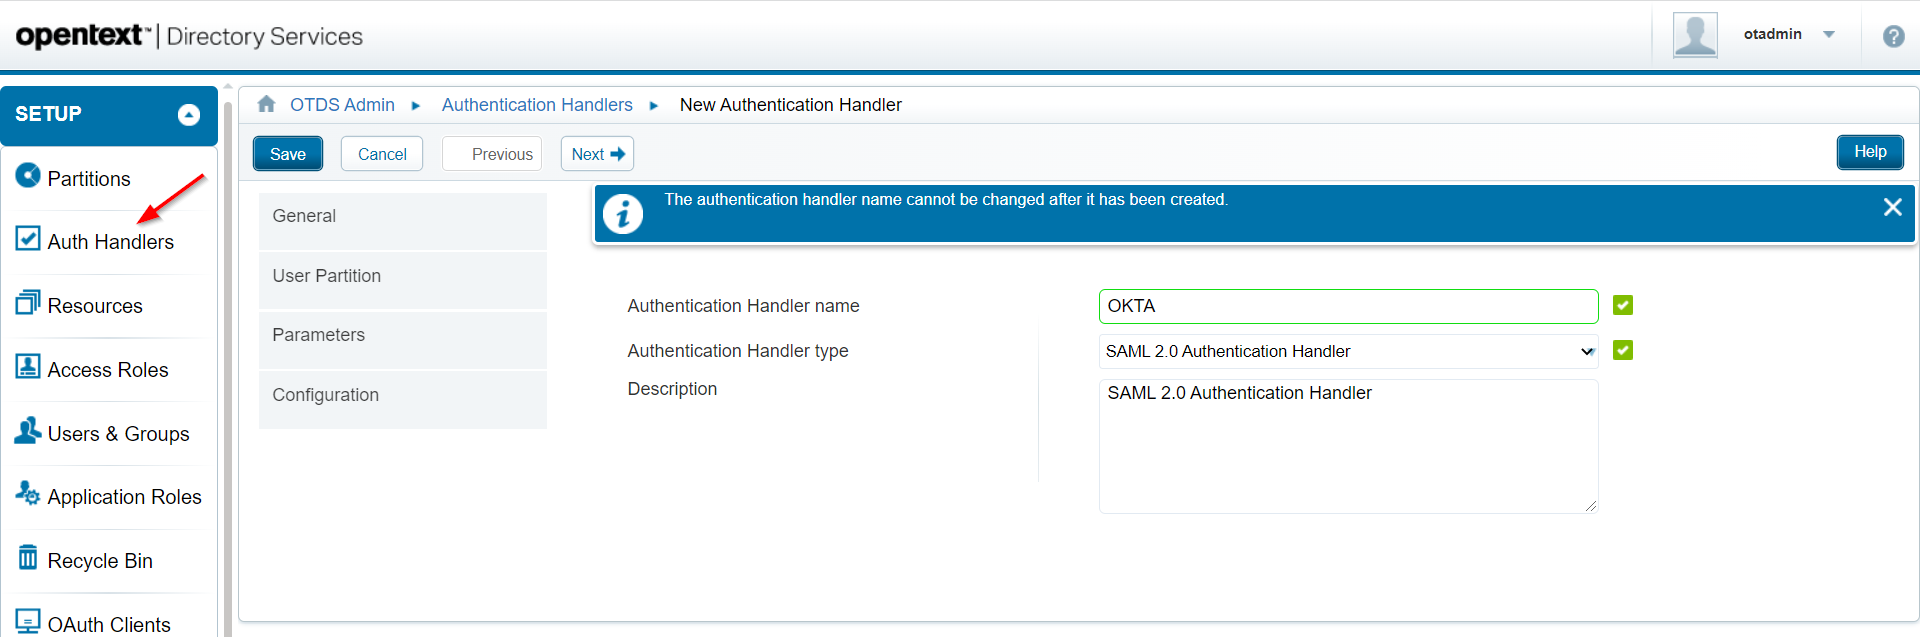 opentext™ | Directory Services
otadmin
?
SETUP
Partitions
Auth Handlers
Resources
Access Roles
Users & Groups
Application Roles
Recycle Bin
OAuth Clients
OTDS Admin ▸ Authentication Handlers ▸ New Authentication Handler
Save Cancel Previous Next Help
General
User Partition
Parameters
Configuration
i The authentication handler name cannot be changed after it has been created.
Authentication Handler name OKTA
Authentication Handler type SAML 2.0 Authentication Handler
Description SAML 2.0 Authentication Handler